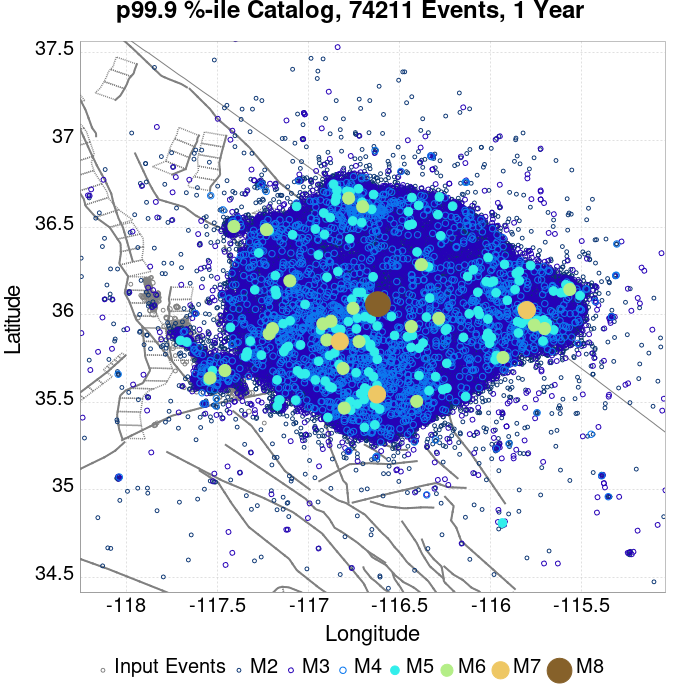 p99.9 %-ile Catalog, 74211 Events, 1 Year
37.5
37
36.5
36
35.5
35
34.5
Latitude
-118 -117.5 -117 -116.5 -116 -115.5
Longitude
Input Events M2 M3 M4 M5 M6 M7 M8